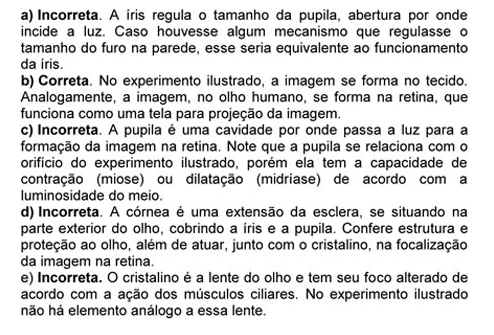 a) Incorreta. A íris regula o tamanho da pupila, abertura por onde
incide a luz. Caso houvesse algum mecanismo que regulasse o
tamanho do furo na parede, esse seria equivalente ao funcionamento
da íris.
b) Correta. No experimento ilustrado, a imagem se forma no tecido.
Analogamente, a imagem, no olho humano, se forma na retina, que
funciona como uma tela para projeção da imagem.
c) Incorreta. A pupila é uma cavidade por onde passa a luz para a
formação da imagem na retina. Note que a pupila se relaciona com o
orifício do experimento ilustrado, porém ela tem a capacidade de
contração (miose) ou dilatação (midríase) de acordo com a
luminosidade do meio.
d) Incorreta. A córnea é uma extensão da esclera, se situando na
parte exterior do olho, cobrindo a íris e a pupila. Confere estrutura e
proteção ao olho, além de atuar, junto com o cristalino, na focalização
da imagem na retina.
e) Incorreta. O cristalino é a lente do olho e tem seu foco alterado de
acordo com a ação dos músculos ciliares. No experimento ilustrado
não há elemento análogo a essa lente.